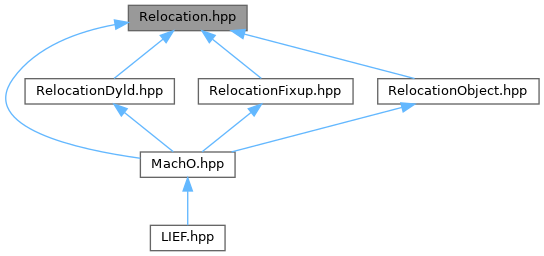 Relocation.hpp
RelocationDyld.hpp
RelocationFixup.hpp
RelocationObject.hpp
MachO.hpp
LIEF.hpp